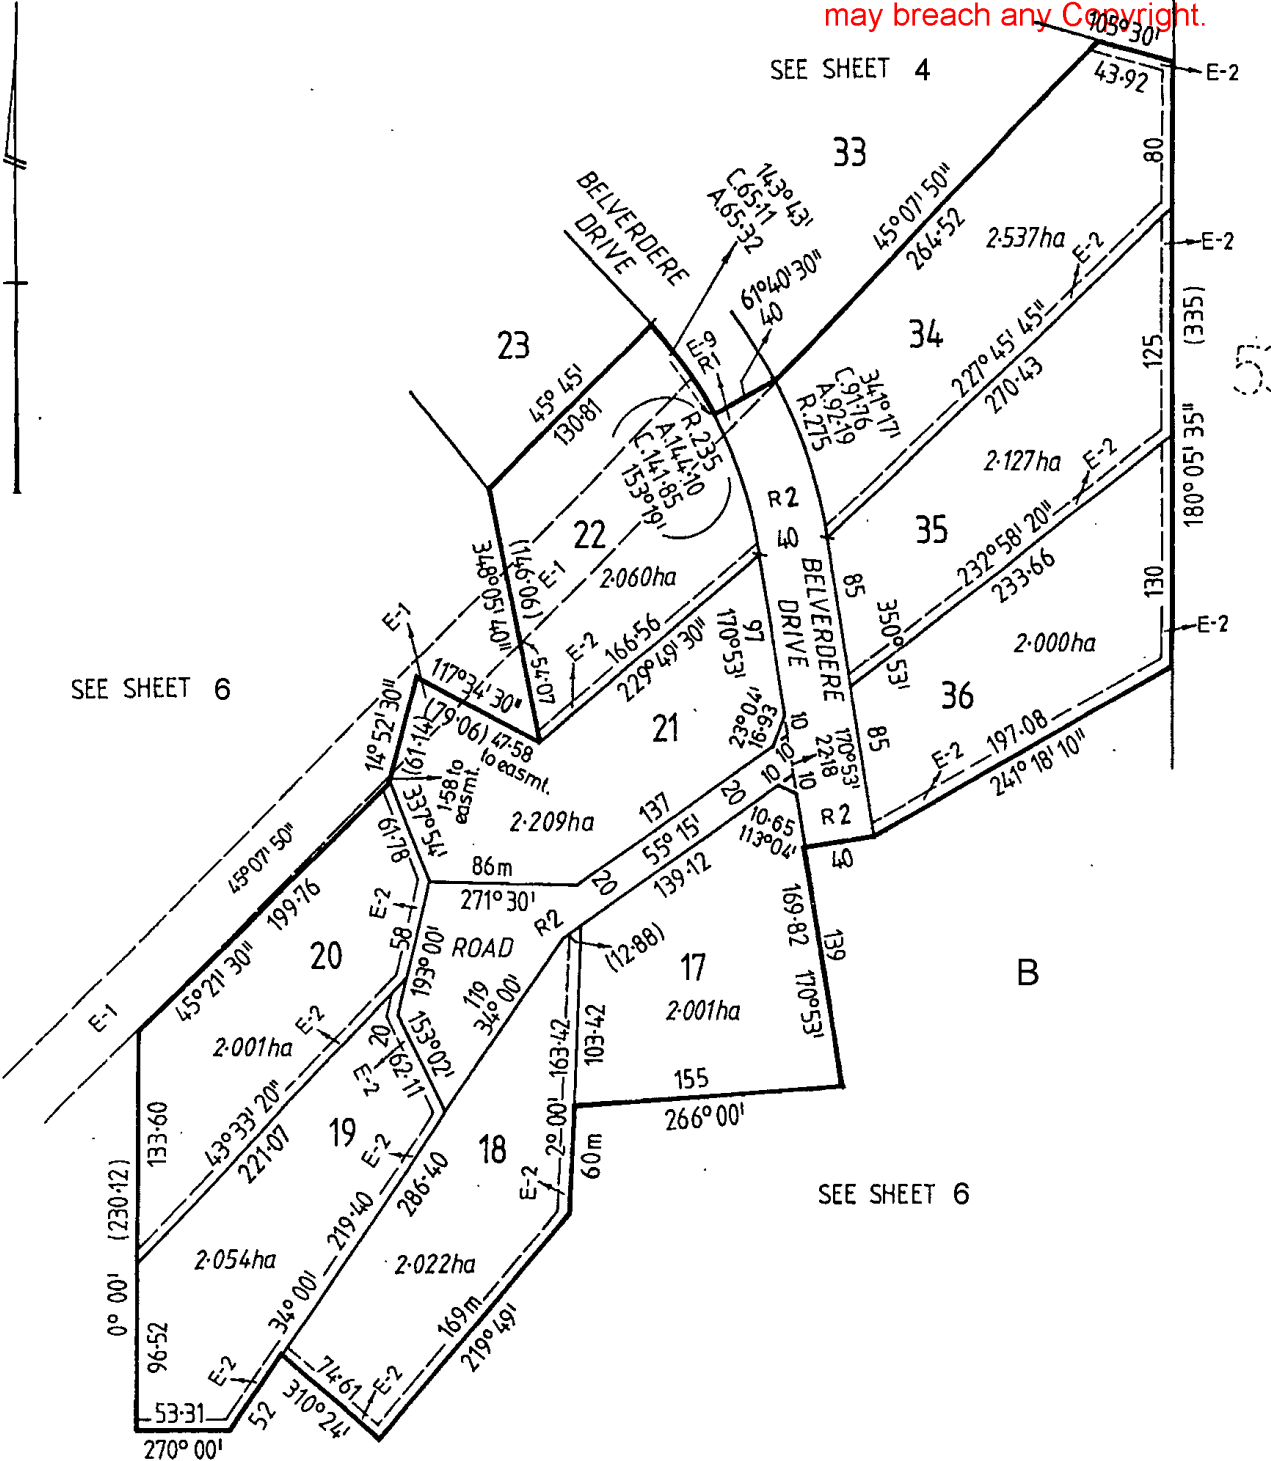 may breach any Copyright.
105°30'
SEE SHEET 4
E-2
43·92
33
80
143°43'
C.65·11
A.65·32
BELVERDERE
DRIVE
45°07'50"
264·52
2·537ha
E-2
E-2
61°40'30"
40
(335)
23
34
125
E-9
R1
45° 45'
130·81
227°45'45"
270·43
341°17'
C.91·76
A.92·19
R.275
R.235
A.144·10
C.141·85
153°19'
2·127ha
E-2
180°05'35"
R2
22
40
35
(146·06)
348°05'40"
E-1
2·060ha
232°58'20"
233·66
BELVERDERE
DRIVE
85
130
E-1
E-2
166·56
229°49'30"
97
170°53'
350°53'
2·000ha
E-2
SEE SHEET 6
117°34'30"
54·07
36
14°52'30"
(61·14)
(79·06) 47·58
to easmt.
21
23°04'
16·93
10
10
10
10
10
170°53'
22·18
85
E-2
197·08
241°18'10"
1·58 to
easmt.
337°54'
61·78
2·209ha
137
20
R2
10·65
113°04'
40
45°07'50"
199·76
86m
271°30'
55°15'
139·12
20
E-2
58
193°00'
ROAD
R2
(12·88)
169·82
139
20
17
B
45°21'30"
119
34°00'
2·001ha
170°53'
E-1
E-2
2·001ha
20
153°02'
62·11
E-2
163·42
103·42
155
266°00'
133·60
43°33'20"
221·07
19
E-2
18
2°00'
60m
(230·12)
286·40
E-2
SEE SHEET 6
219·40
2·054ha
2·022ha
0° 00'
34°00'
169m
219°49'
96·52
E-2
74·61
E-2
53·31
52
310°24'
270°00'